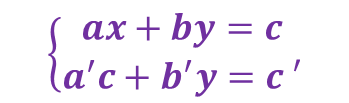 ax + by = c
a'c + b'y = c'